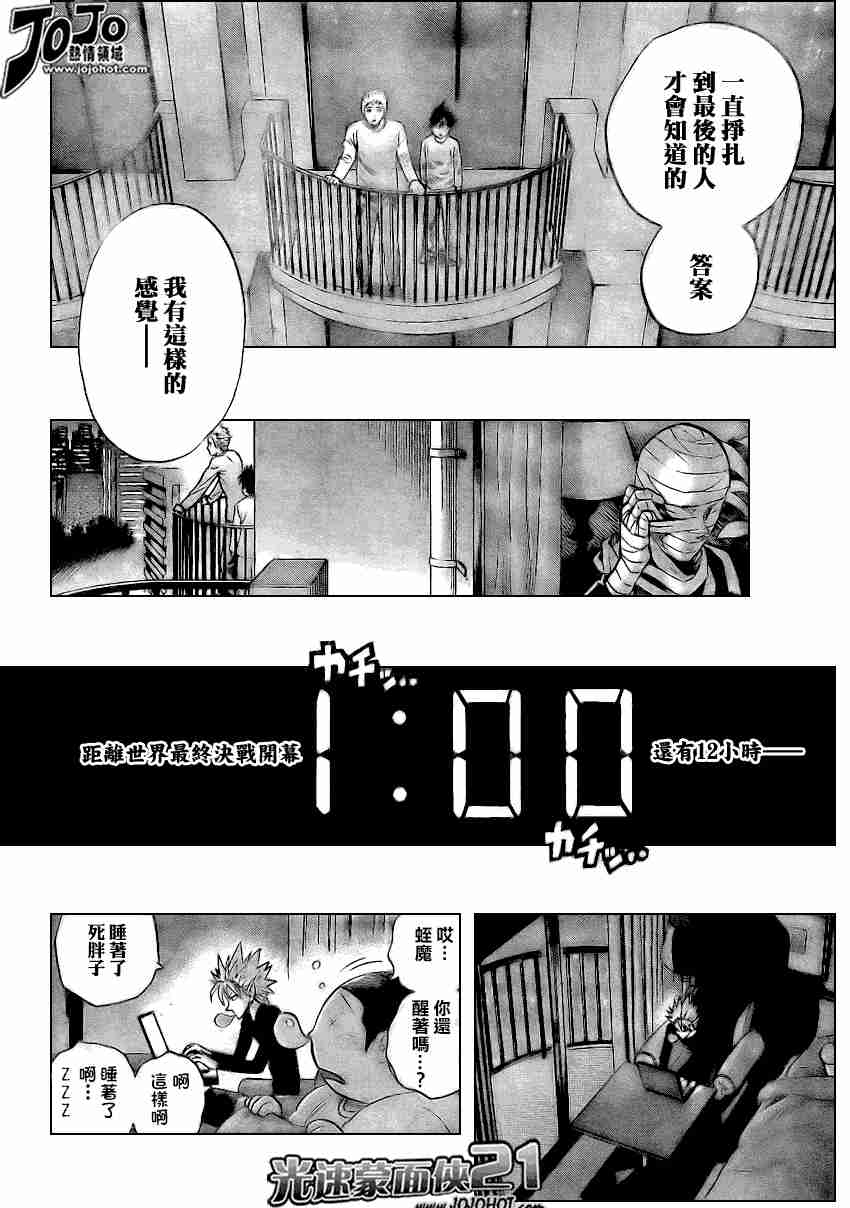 JOJO
熱情領域
www.jojohot.com
一直掙扎
到最後的人
才會知道的
答案
我有這樣的
感覺——
カチッ…
距離世界最終決戰開幕
1:00
還有12小時——
カチッ…
哎…
蛭魔
你還
醒著嗎…?
睡著了
死胖子
啊
這樣啊
睡著了
啊…
ZZZ
光速蒙面俠21
www.JOJOHOT.COM